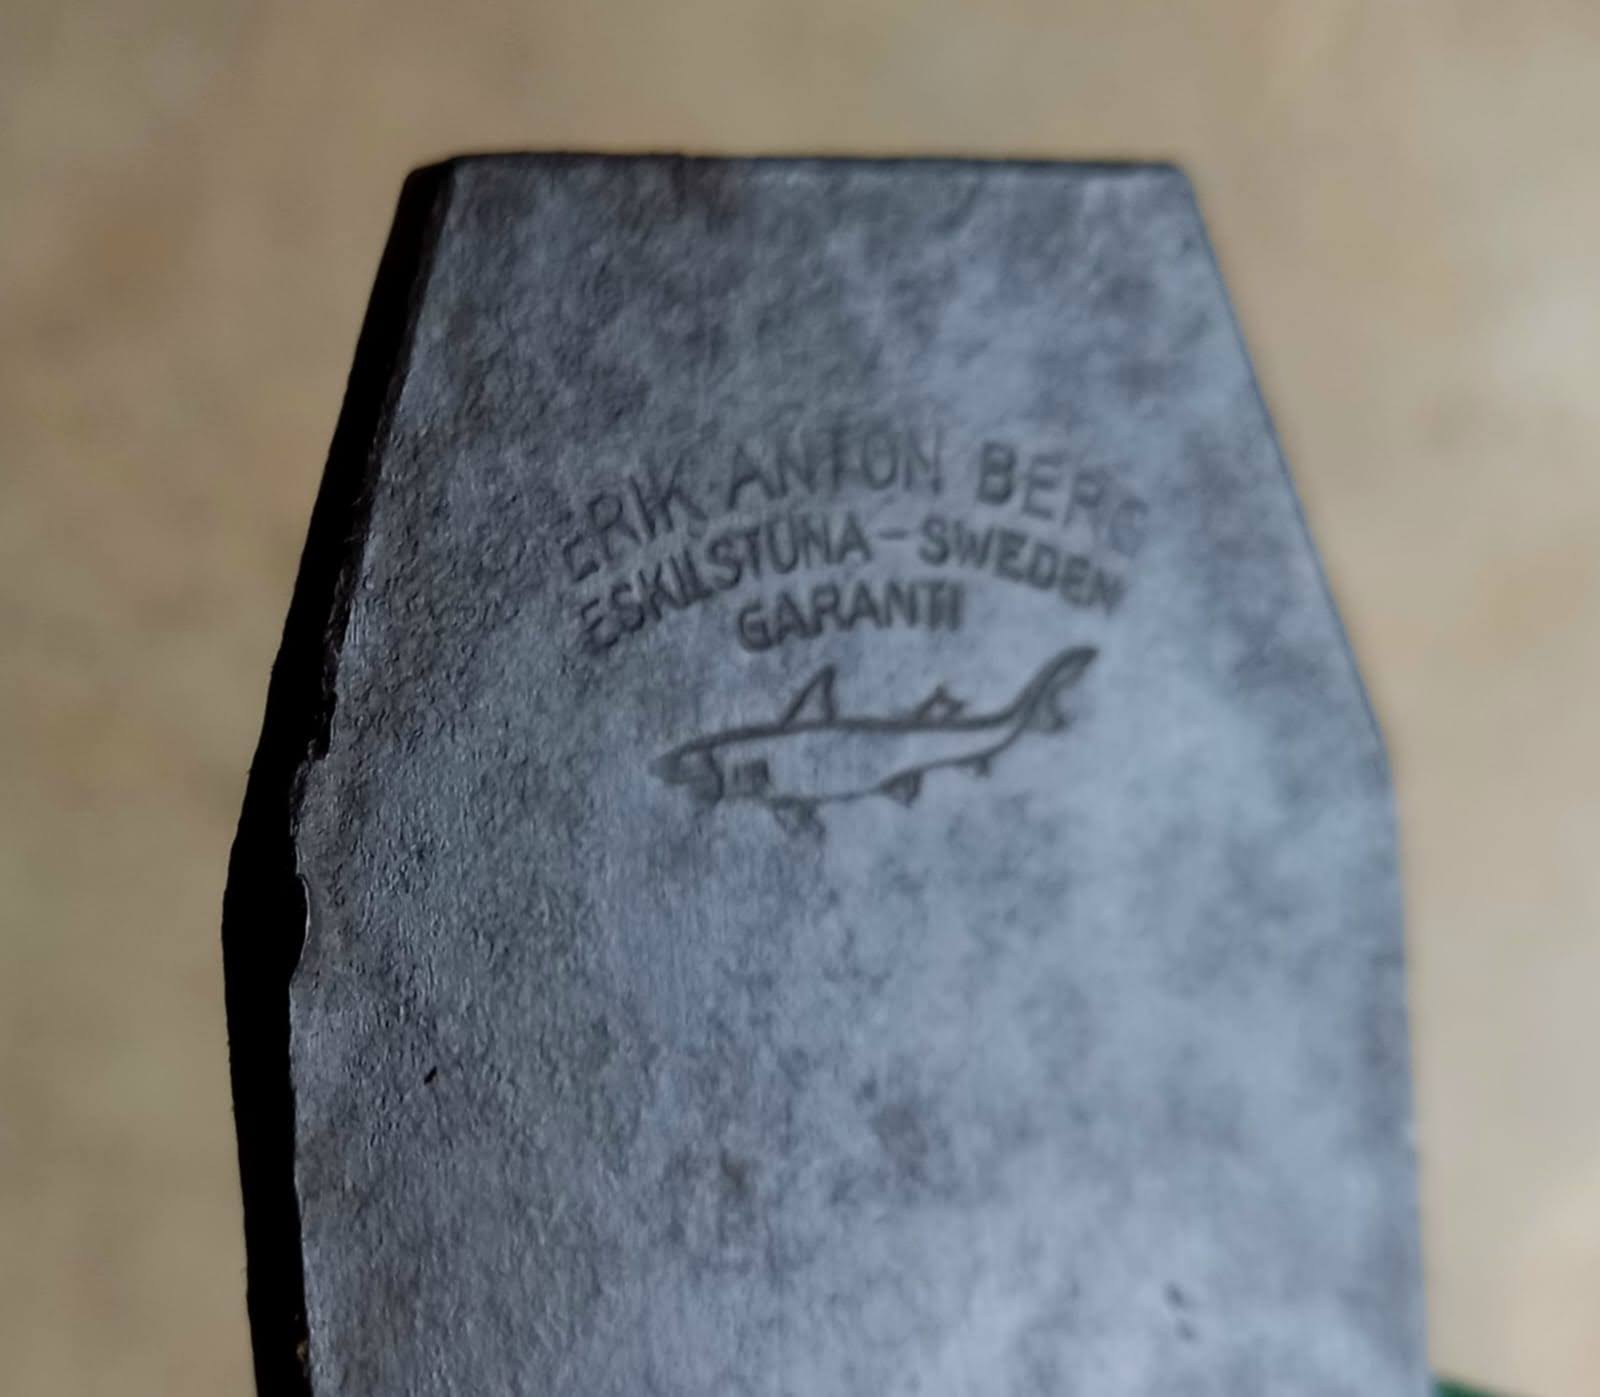 ERIK ANTON BERG
ESKILSTUNA – SWEDEN
GARANTI